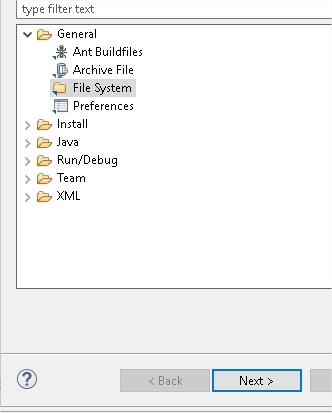 type filter text
General
Ant Buildfiles
Archive File
File System
Preferences
Install
Java
Run/Debug
Team
XML
? < Back Next >